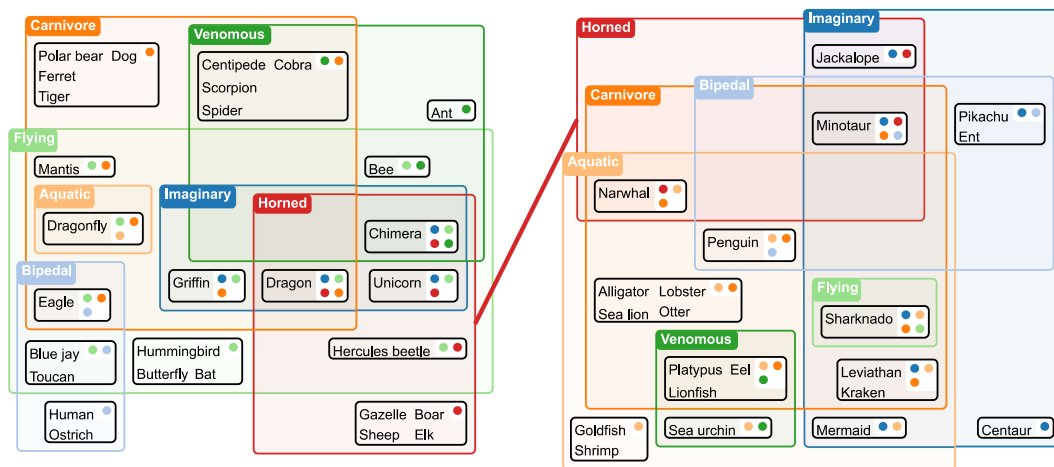 Carnivore
Venomous
Polar bear Dog
Ferret
Tiger
Centipede Cobra
Scorpion
Spider
Ant
Flying
Mantis
Bee
Aquatic
Imaginary
Horned
Dragonfly
Chimera
Bipedal
Griffin
Dragon
Unicorn
Eagle
Blue jay
Toucan
Hummingbird
Butterfly Bat
Hercules beetle
Human
Ostrich
Gazelle Boar
Sheep Elk
Horned
Imaginary
Jackalope
Bipedal
Carnivore
Minotaur
Pikachu
Ent
Aquatic
Narwhal
Penguin
Alligator Lobster
Sea lion Otter
Flying
Sharknado
Venomous
Platypus Eel
Lionfish
Leviathan
Kraken
Goldfish
Shrimp
Sea urchin
Mermaid
Centaur